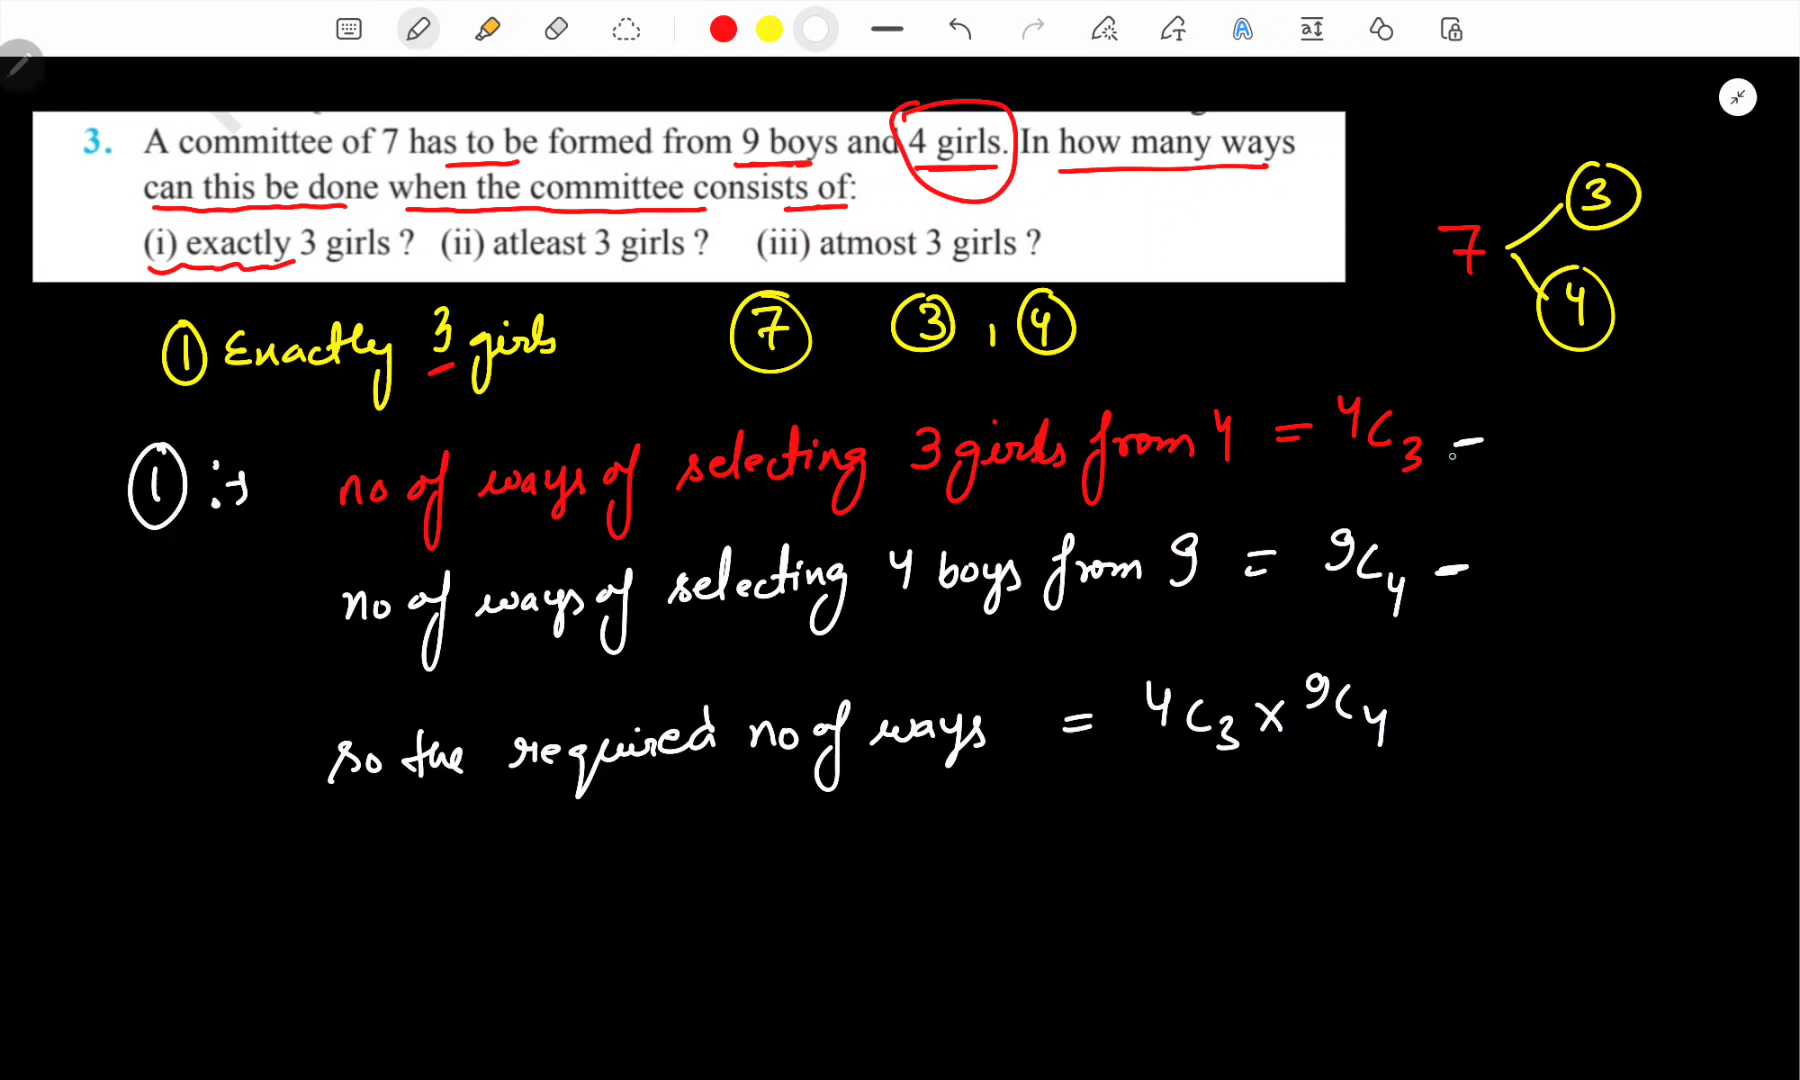 3. A committee of 7 has to be formed from 9 boys and 4 girls. In how many ways
can this be done when the committee consists of:
(i) exactly 3 girls ? (ii) atleast 3 girls ? (iii) atmost 3 girls ?
7 3 4
① Exactly 3 girls 7 3 , 4
① :→ no of ways of selecting 3 girls from 4 = ⁴C₃ –
no of ways of selecting 4 boys from 9 = ⁹C₄ –
so the required no of ways = ⁴C₃ × ⁹C₄